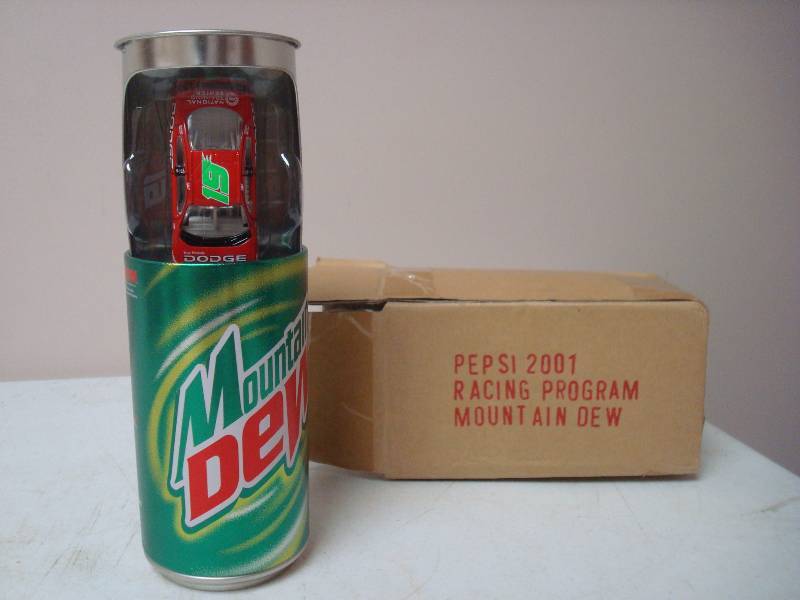 NATIONAL
19
DODGE
Mountain
Dew
PEPSI 2001
RACING PROGRAM
MOUNTAIN DEW